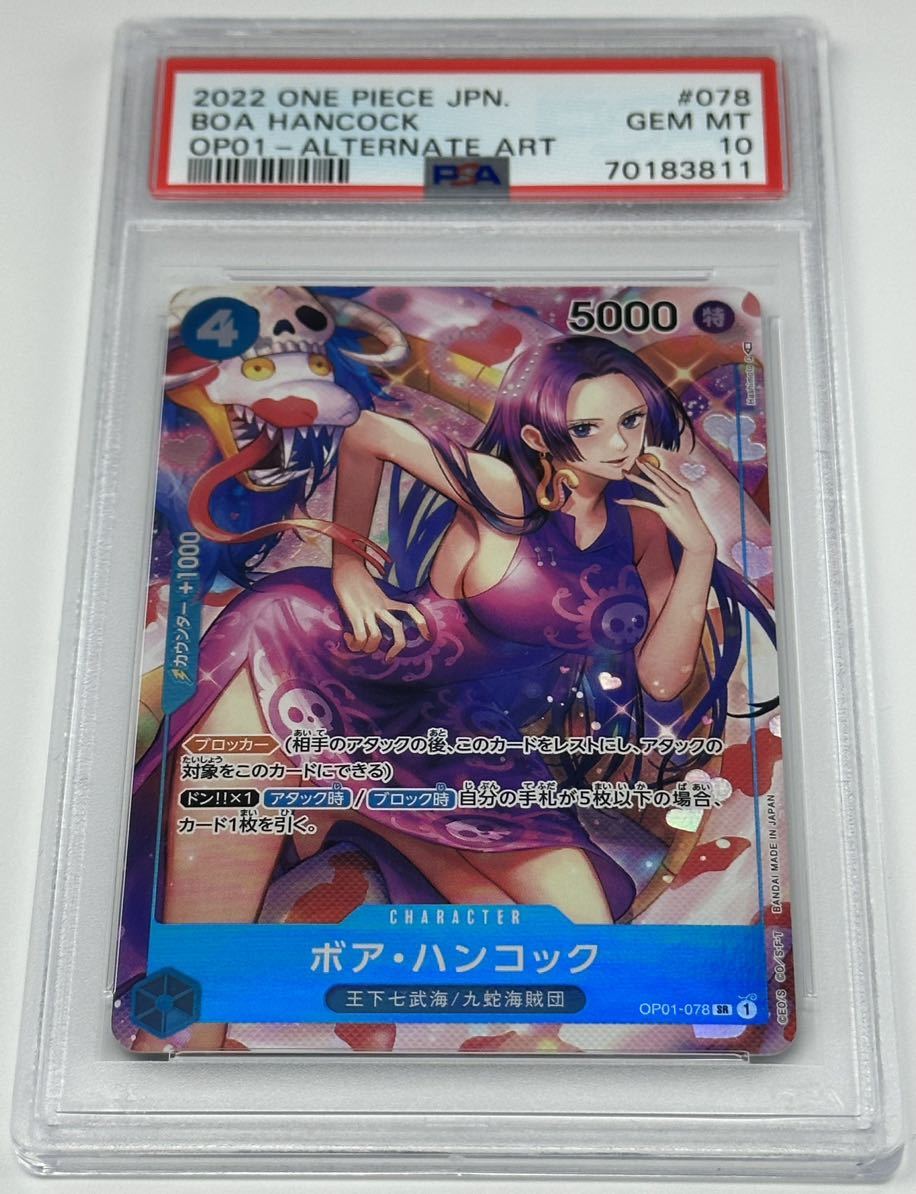 2022 ONE PIECE JPN. #078
BOA HANCOCK GEM MT
OP01-ALTERNATE ART 10
PSA 70183811
4 5000 特
カウンター +1000
ブロッカー (相手のアタックの後、このカードをレストにし、アタックの
対象をこのカードにできる)
ドン!!×1 アタック時 / ブロック時 自分の手札が5枚以下の場合、
カード1枚を引く。
BANDAI MADE IN JAPAN
CHARACTER
ボア・ハンコック
王下七武海/九蛇海賊団
OP01-078 SR 1